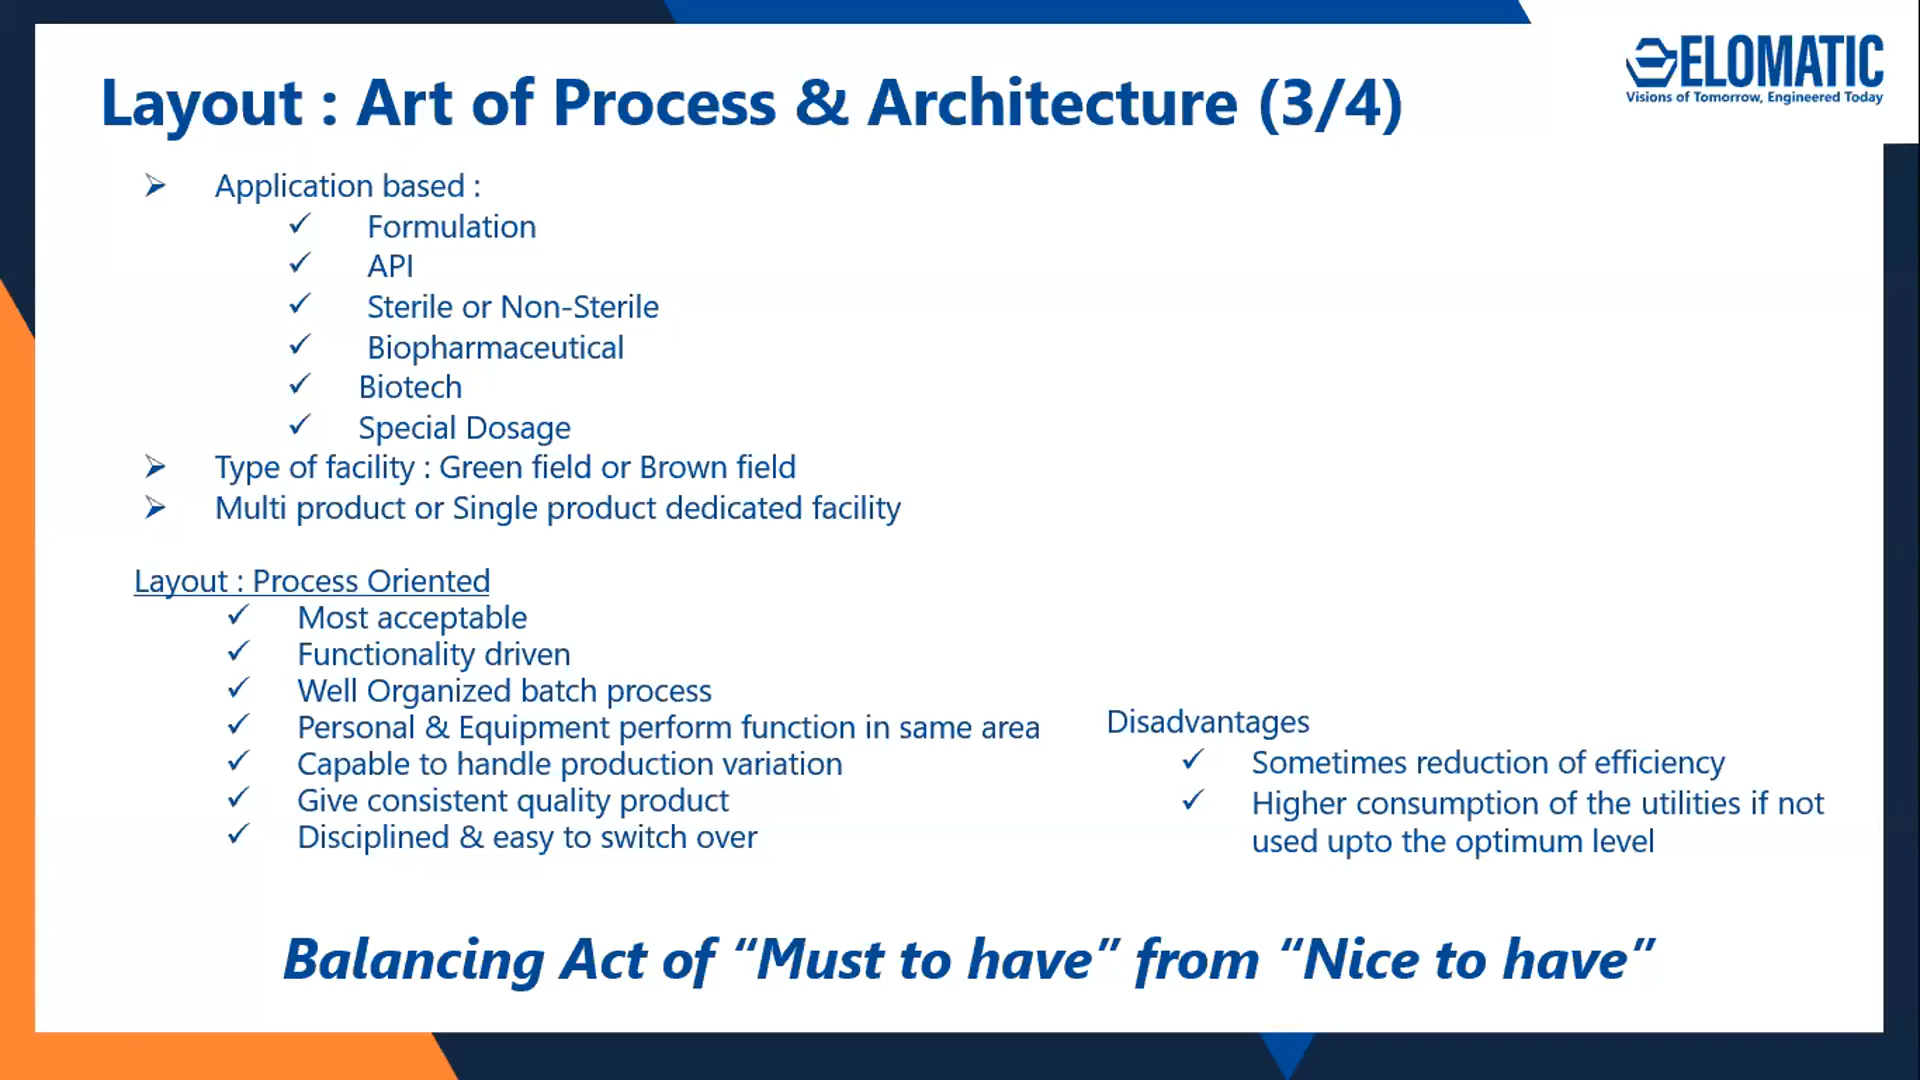 Layout : Art of Process & Architecture (3/4)
ELOMATIC
Visions of Tomorrow, Engineered Today
Application based :
Formulation
API
Sterile or Non-Sterile
Biopharmaceutical
Biotech
Special Dosage
Type of facility : Green field or Brown field
Multi product or Single product dedicated facility
Layout : Process Oriented
Most acceptable
Functionality driven
Well Organized batch process
Personal & Equipment perform function in same area
Capable to handle production variation
Give consistent quality product
Disciplined & easy to switch over
Disadvantages
Sometimes reduction of efficiency
Higher consumption of the utilities if not
used upto the optimum level
Balancing Act of “Must to have” from “Nice to have”